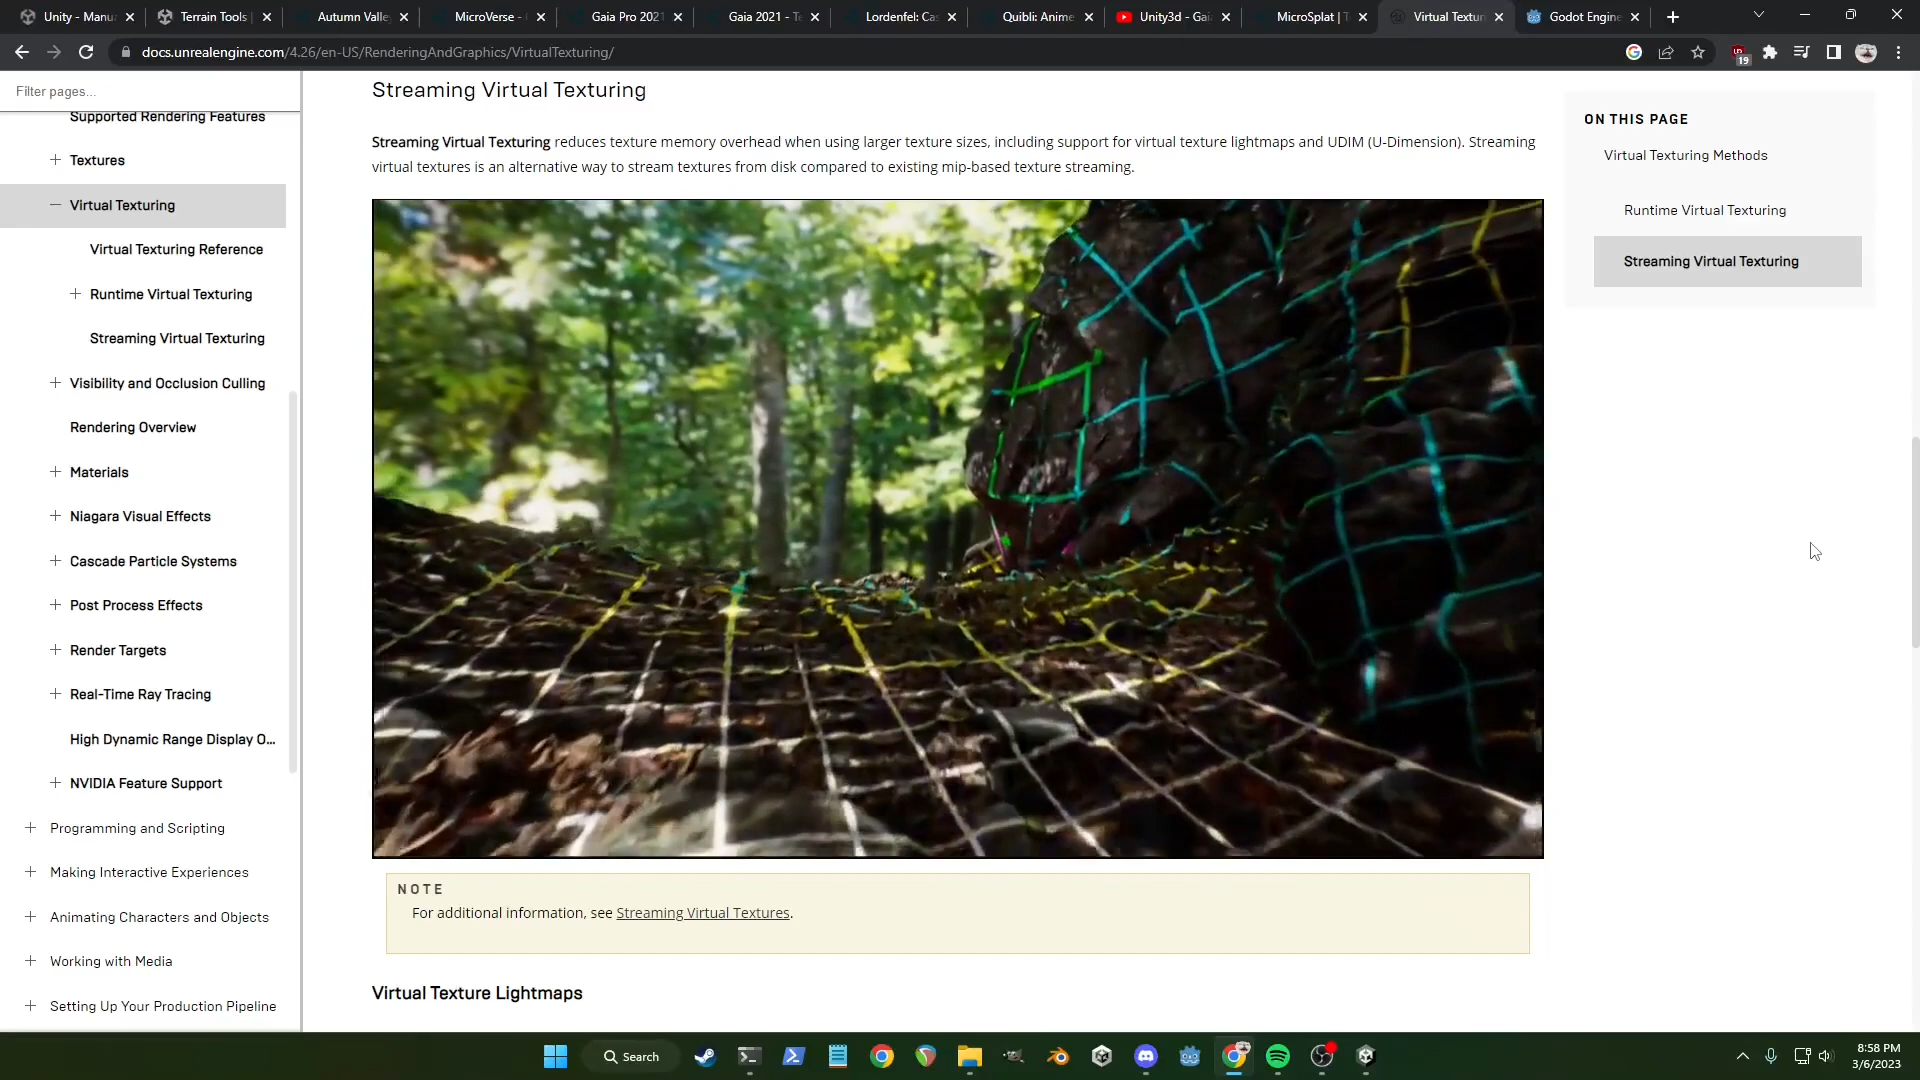 Unity - Manu
Terrain Tools
Autumn Valle
MicroVerse -
Gaia Pro 2021
Gaia 2021 - Te
Lordenfel: Cas
Quibli: Anime
Unity3d - Gai
MicroSplat | T
Virtual Textur
Godot Engine
docs.unrealengine.com/4.26/en-US/RenderingAndGraphics/VirtualTexturing/
19
Filter pages...
Supported Rendering Features
Textures
Virtual Texturing
Virtual Texturing Reference
Runtime Virtual Texturing
Streaming Virtual Texturing
Visibility and Occlusion Culling
Rendering Overview
Materials
Niagara Visual Effects
Cascade Particle Systems
Post Process Effects
Render Targets
Real-Time Ray Tracing
High Dynamic Range Display O...
NVIDIA Feature Support
Programming and Scripting
Making Interactive Experiences
Animating Characters and Objects
Working with Media
Setting Up Your Production Pipeline
Streaming Virtual Texturing
Streaming Virtual Texturing reduces texture memory overhead when using larger texture sizes, including support for virtual texture lightmaps and UDIM (U-Dimension). Streaming
virtual textures is an alternative way to stream textures from disk compared to existing mip-based texture streaming.
NOTE
For additional information, see Streaming Virtual Textures.
Virtual Texture Lightmaps
ON THIS PAGE
Virtual Texturing Methods
Runtime Virtual Texturing
Streaming Virtual Texturing
Search
8:58 PM
3/6/2023